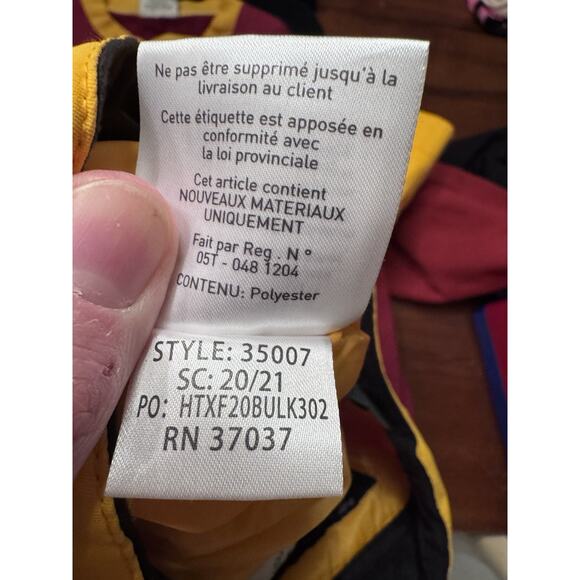 Ne pas être supprimé jusqu'à la
livraison au client
Cette étiquette est apposée en
conformité avec
la loi provinciale
Cet article contient
NOUVEAUX MATERIAUX
UNIQUEMENT
Fait par Reg . N °
05T - 048 1204
CONTENU: Polyester
STYLE: 35007
SC: 20/21
PO: HTXF20BULK302
RN 37037